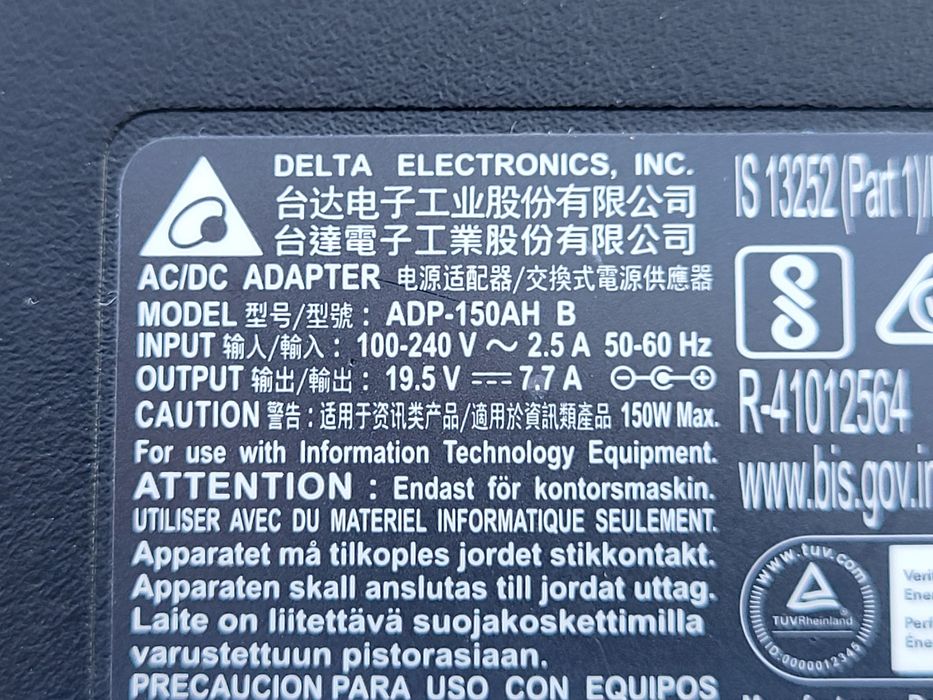 DELTA ELECTRONICS, INC.
台达电子工业股份有限公司
台達電子工業股份有限公司
AC/DC ADAPTER 电源适配器/交換式電源供應器
MODEL 型号/型號 : ADP-150AH B
INPUT 输入/輸入 : 100-240 V ～ 2.5 A 50-60 Hz
OUTPUT 输出/輸出 : 19.5 V ⎓ 7.7 A
CAUTION 警告 : 适用于资讯类产品/適用於資訊類產品 150W Max.
For use with Information Technology Equipment.
ATTENTION : Endast för kontorsmaskin.
UTILISER AVEC DU MATERIEL INFORMATIQUE SEULEMENT.
Apparatet må tilkoples jordet stikkontakt.
Apparaten skall anslutas till jordat uttag.
Laite on liitettävä suojakoskettimilla
varustettuun pistorasiaan.
PRECAUCION PARA USO CON EQUIPOS
IS 13252 (Part 1)/
R-41012564
www.bis.gov.in
www.tuv.com
TÜVRheinland
ID:0000012345